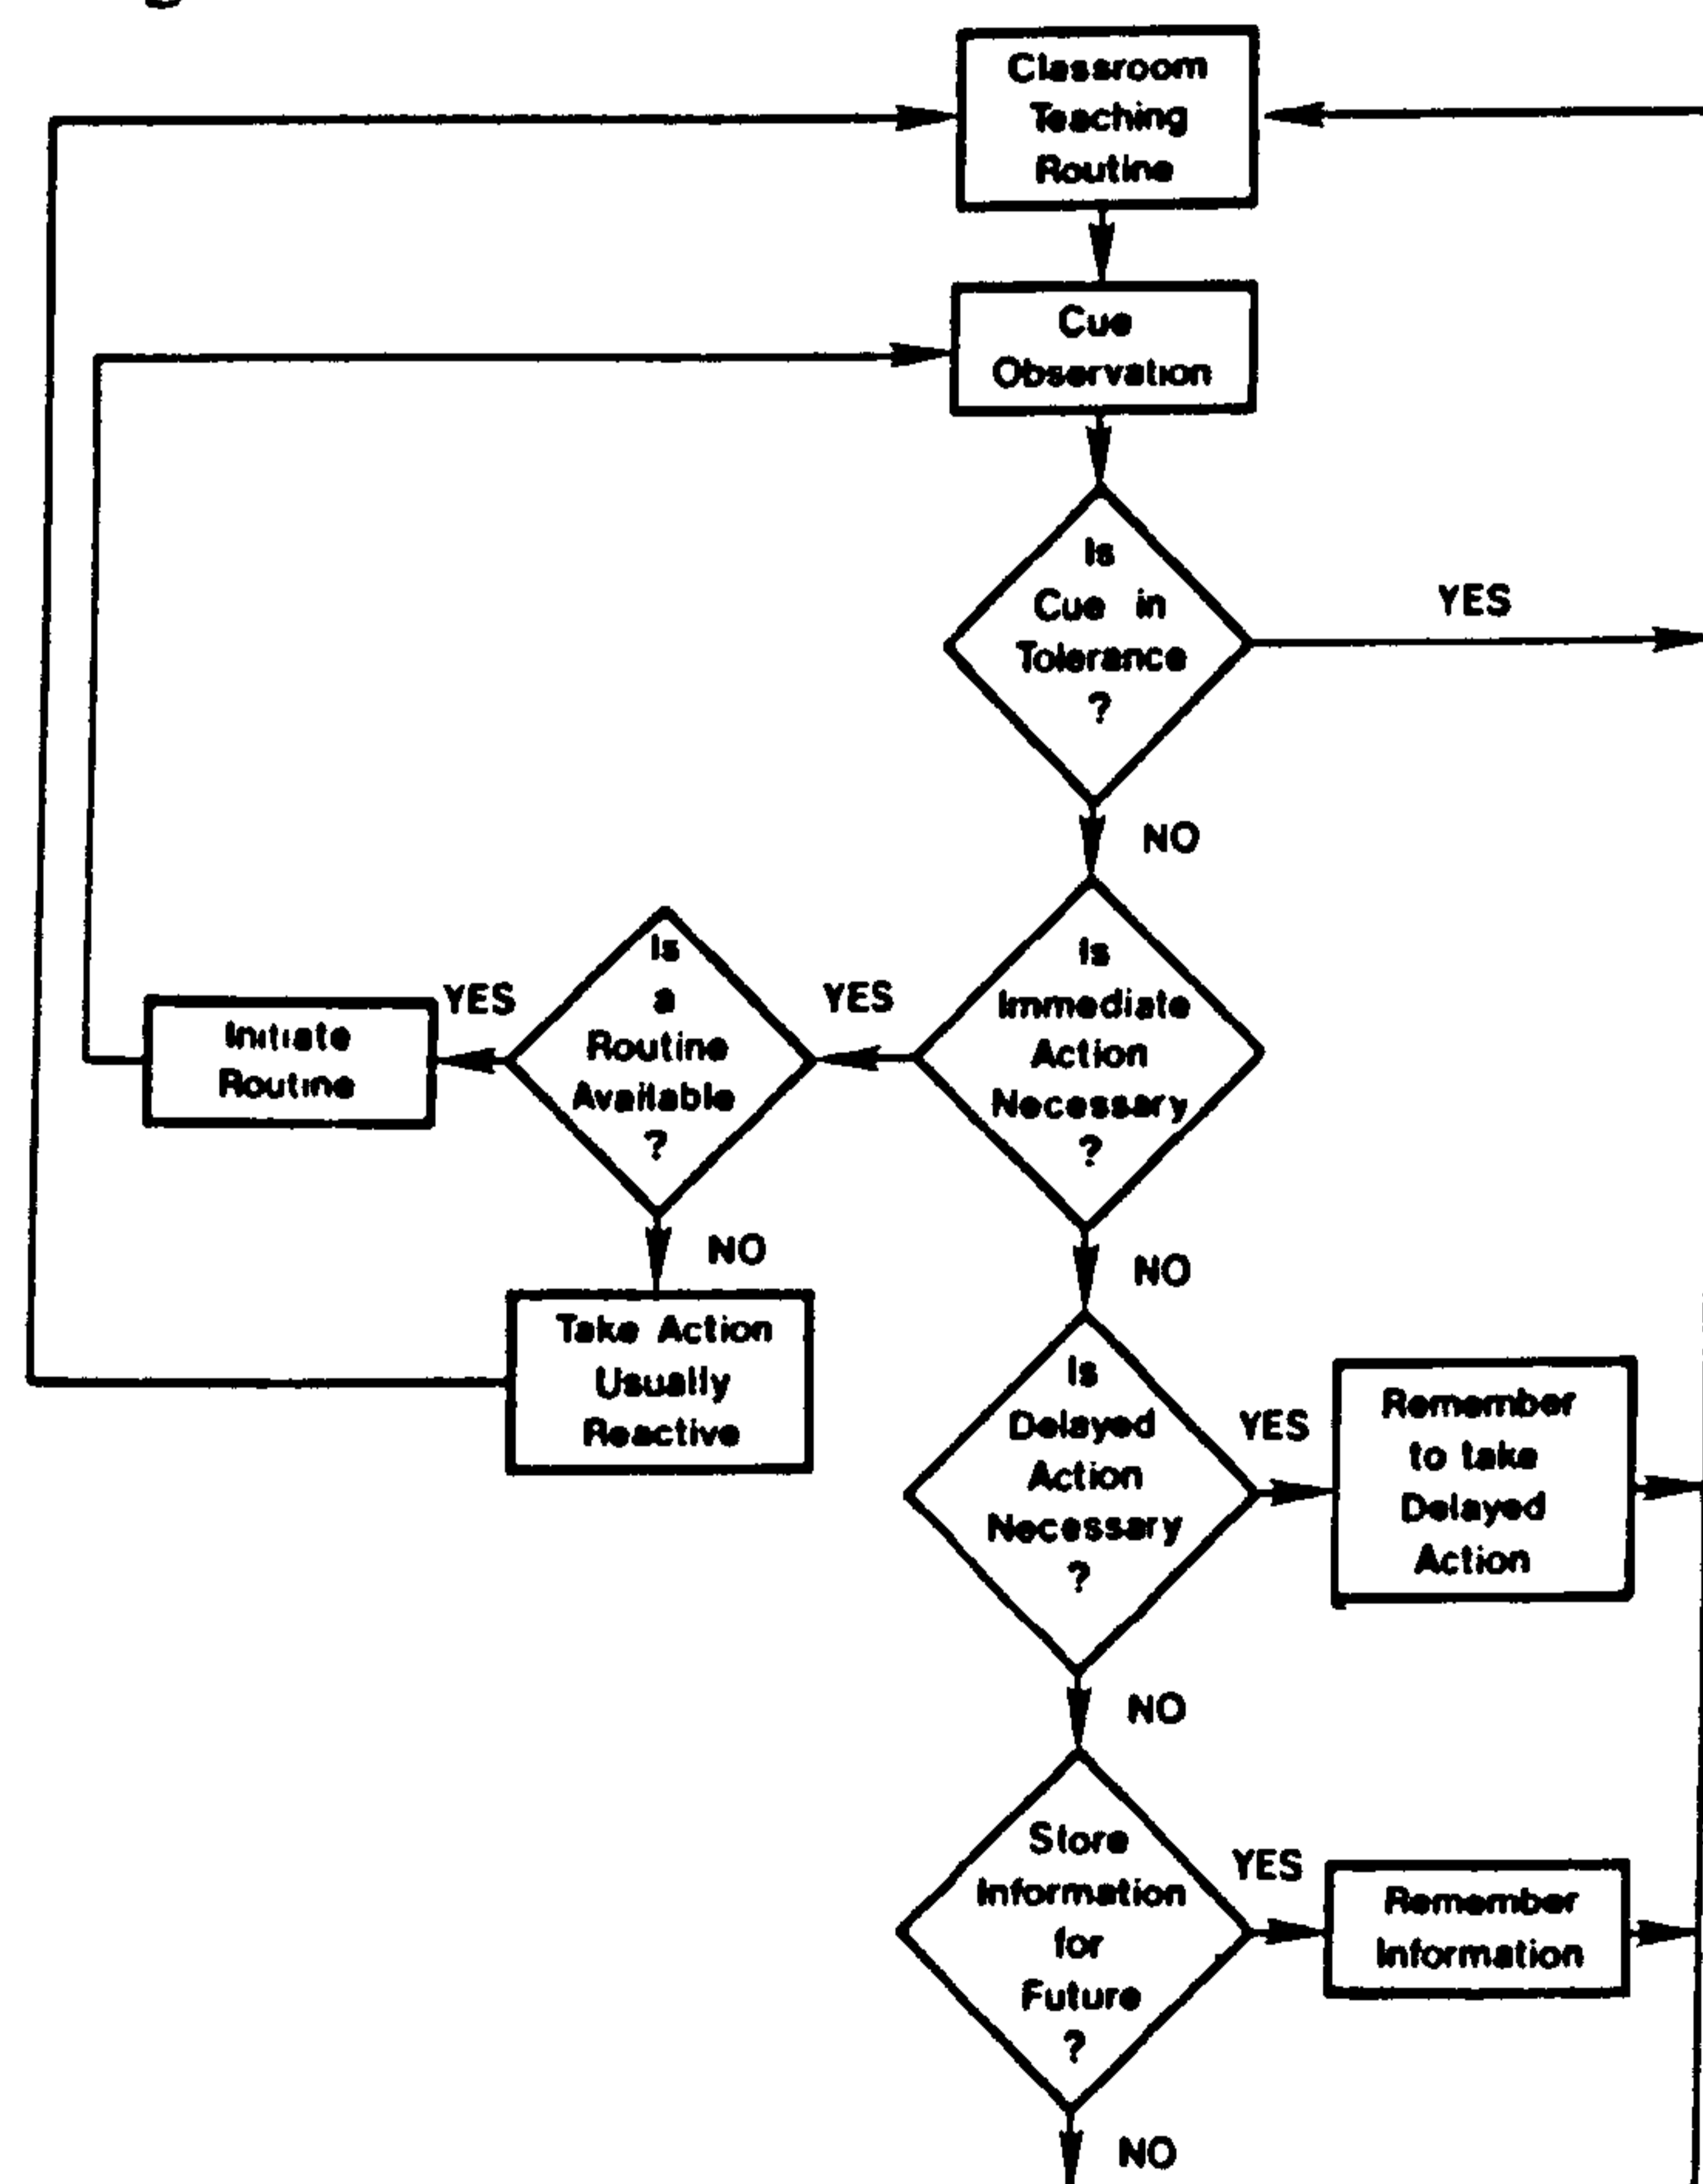 Classroom
Teaching
Routine
Cue
Observation
Is
Cue in
Tolerance
?
YES
NO
Is
Immediate
Action
Necessary
?
YES
Is
a
Routine
Available
?
YES
Initiate
Routine
NO
Take Action
Usually
Reactive
NO
Is
Delayed
Action
Necessary
?
YES
Remember
to take
Delayed
Action
NO
Store
Information
for
Future
?
YES
Remember
Information
NO